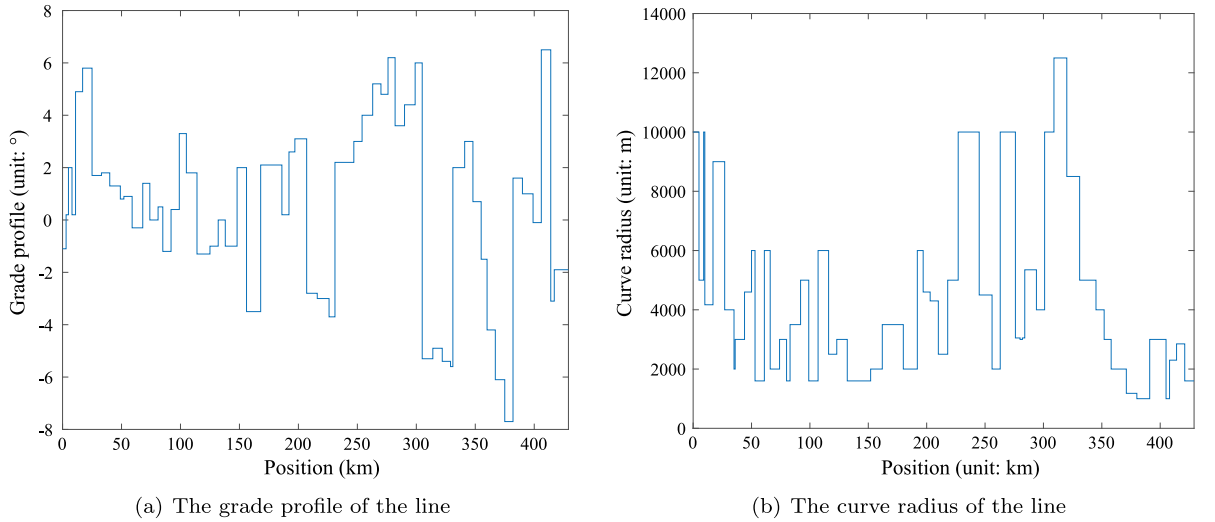 8
6
4
2
0
-2
-4
-6
-8
Grade profile (unit: °)
0 50 100 150 200 250 300 350 400
Position (km)
(a) The grade profile of the line
14000
12000
10000
8000
6000
4000
2000
0
Curve radius (unit: m)
0 50 100 150 200 250 300 350 400
Position (unit: km)
(b) The curve radius of the line